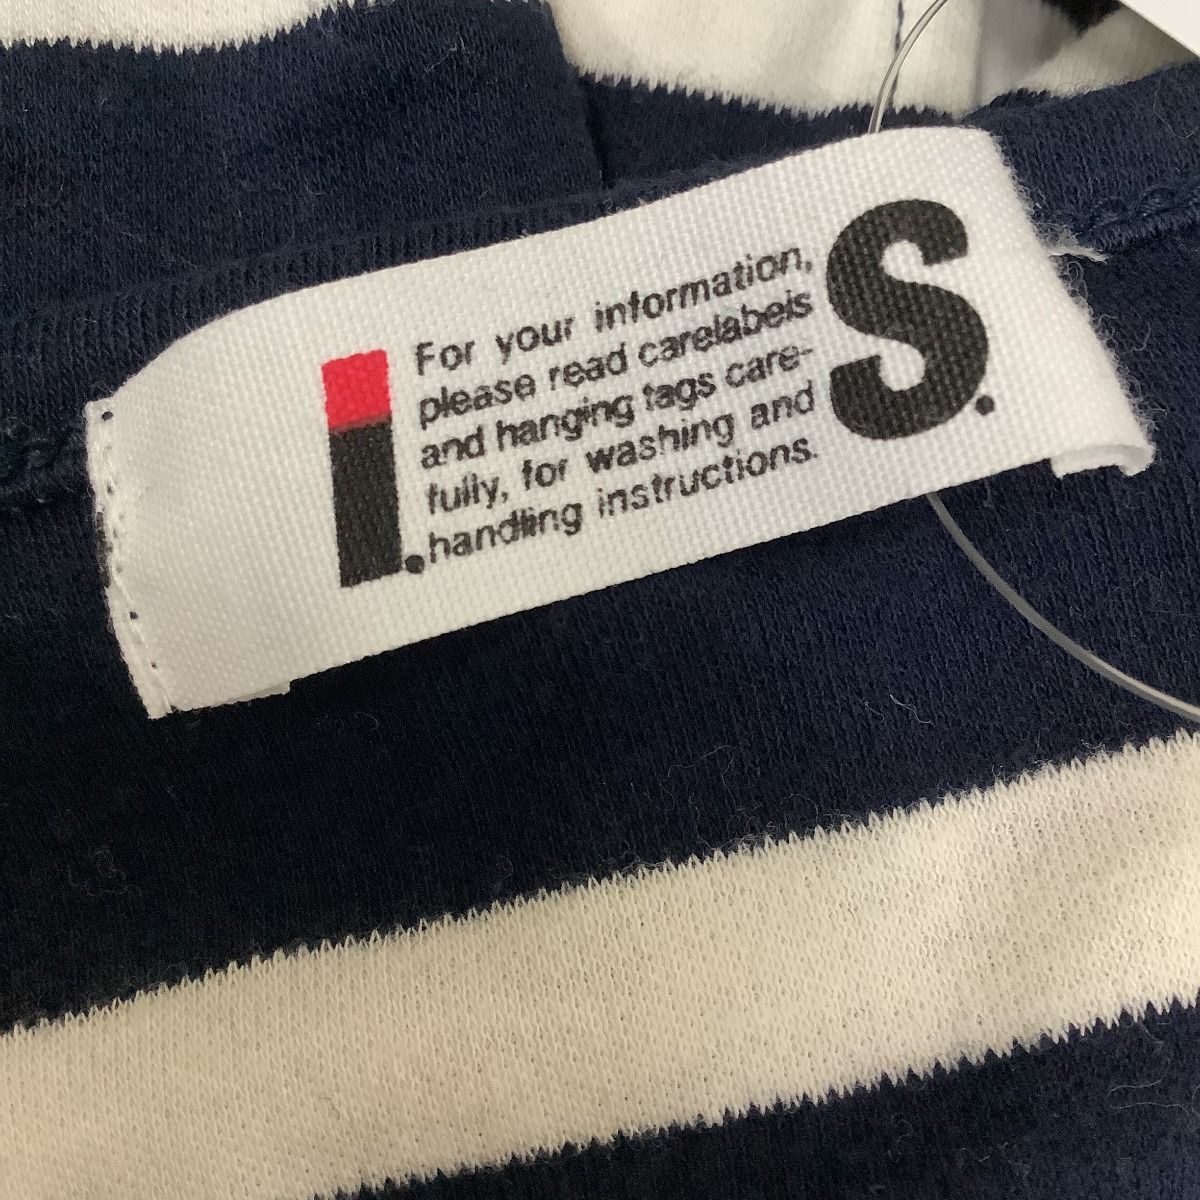 I.S.
For your information,
please read carelabels
and hanging tags care-
fully, for washing and
handling instructions.